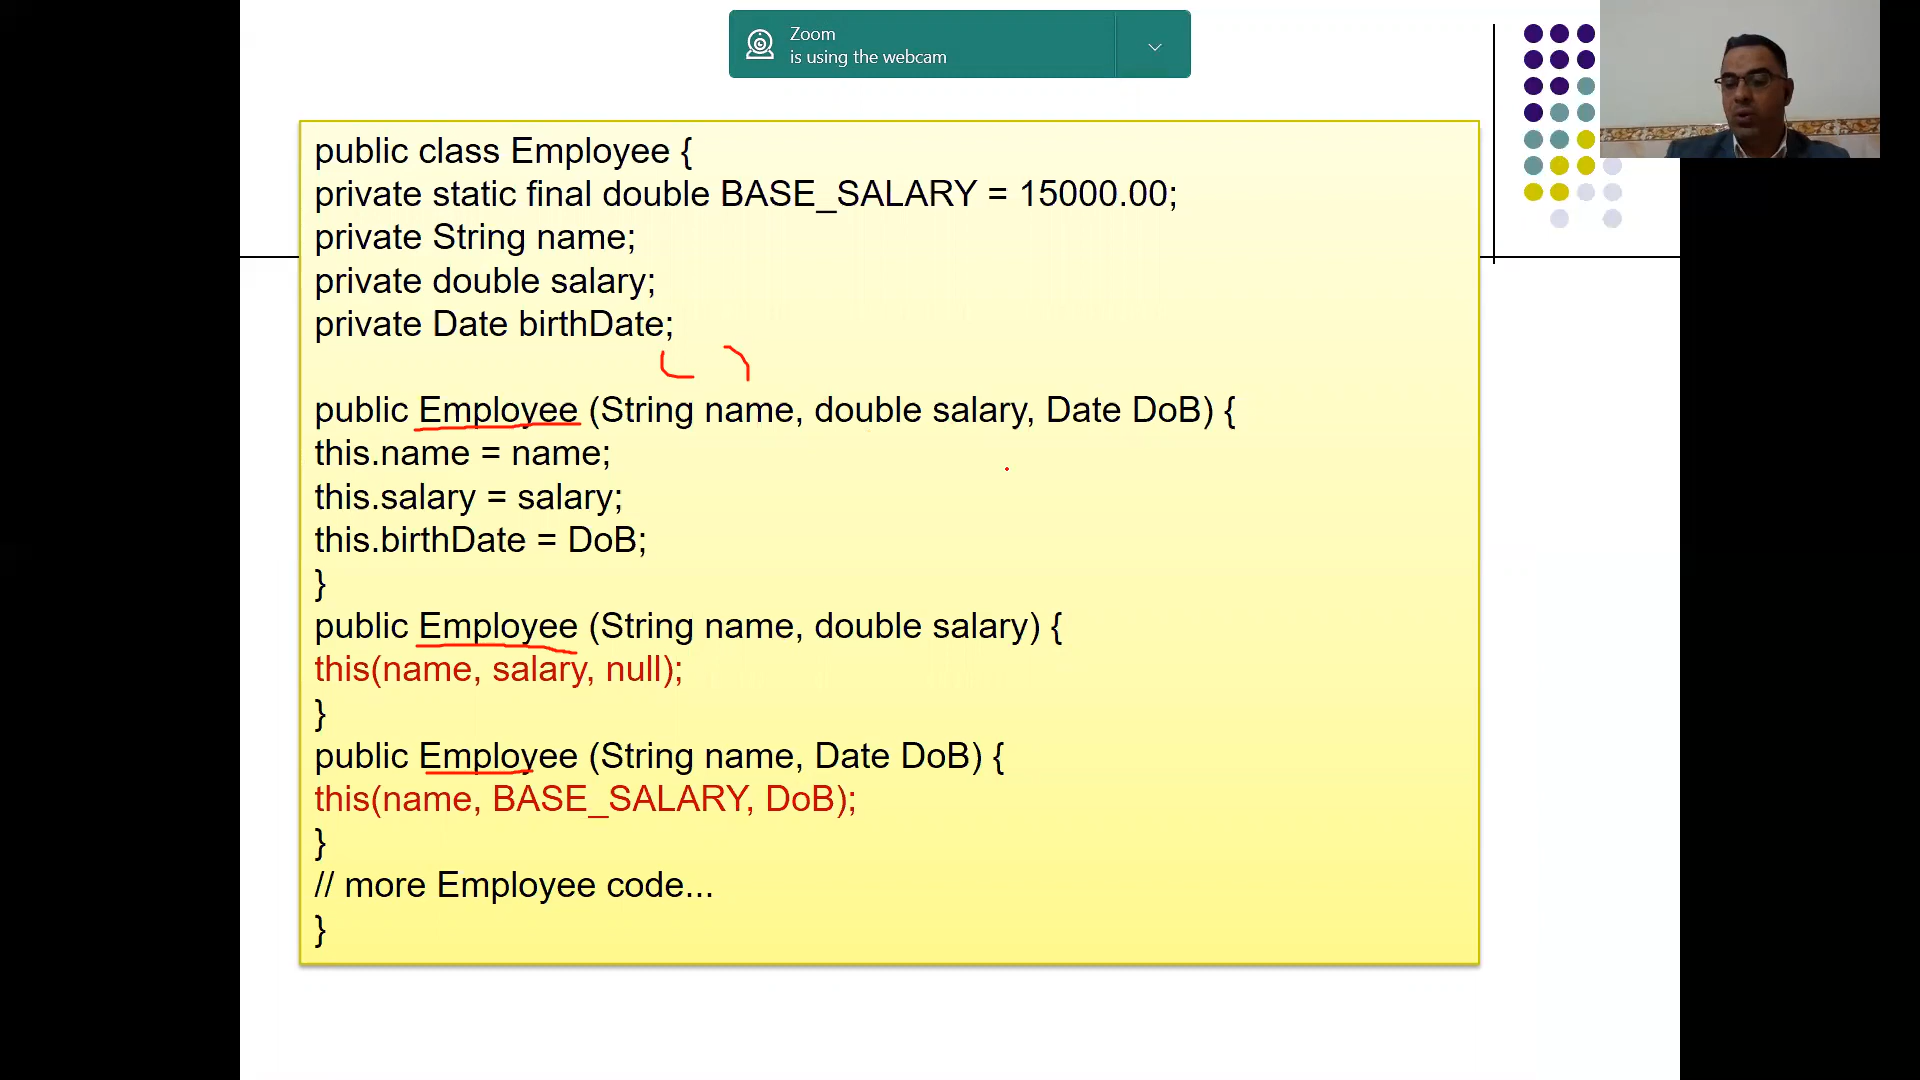 Zoom
is using the webcam
public class Employee {
private static final double BASE_SALARY = 15000.00;
private String name;
private double salary;
private Date birthDate;
public Employee (String name, double salary, Date DoB) {
this.name = name;
this.salary = salary;
this.birthDate = DoB;
}
public Employee (String name, double salary) {
this(name, salary, null);
}
public Employee (String name, Date DoB) {
this(name, BASE_SALARY, DoB);
}
// more Employee code...
}